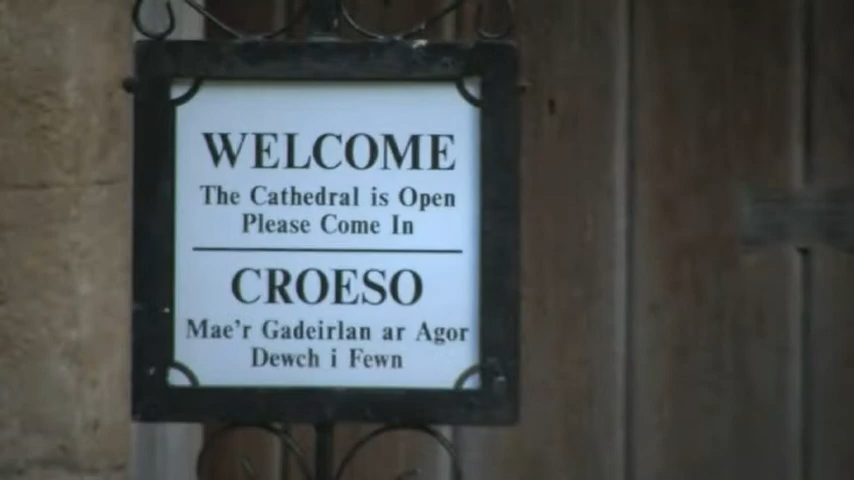 WELCOME
The Cathedral is Open
Please Come In
CROESO
Mae'r Gadeirlan ar Agor
Dewch i Fewn